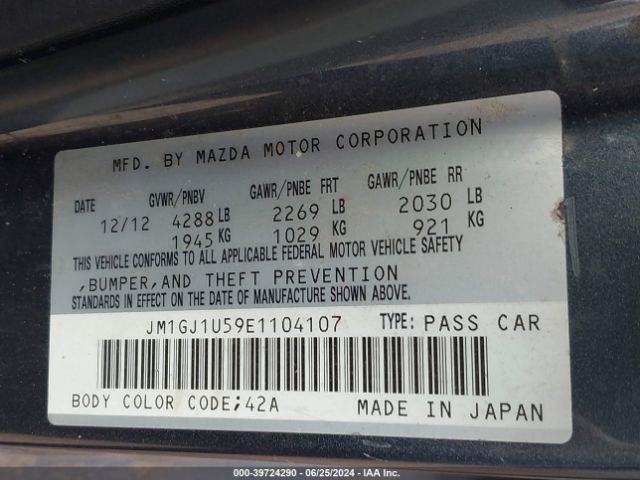 MFD. BY MAZDA MOTOR CORPORATION
DATE GVWR/PNBV GAWR/PNBE FRT GAWR/PNBE RR
12/12 4288 LB 2269 LB 2030 LB
1945 KG 1029 KG 921 KG
THIS VEHICLE CONFORMS TO ALL APPLICABLE FEDERAL MOTOR VEHICLE SAFETY
,BUMPER,AND THEFT PREVENTION
STANDARDS IN EFFECT ON THE DATE OF MANUFACTURE SHOWN ABOVE.
JM1GJ1U59E1104107 TYPE: PASS CAR
BODY COLOR CODE;42A MADE IN JAPAN
000-39724290 - 06/25/2024 - IAA Inc.